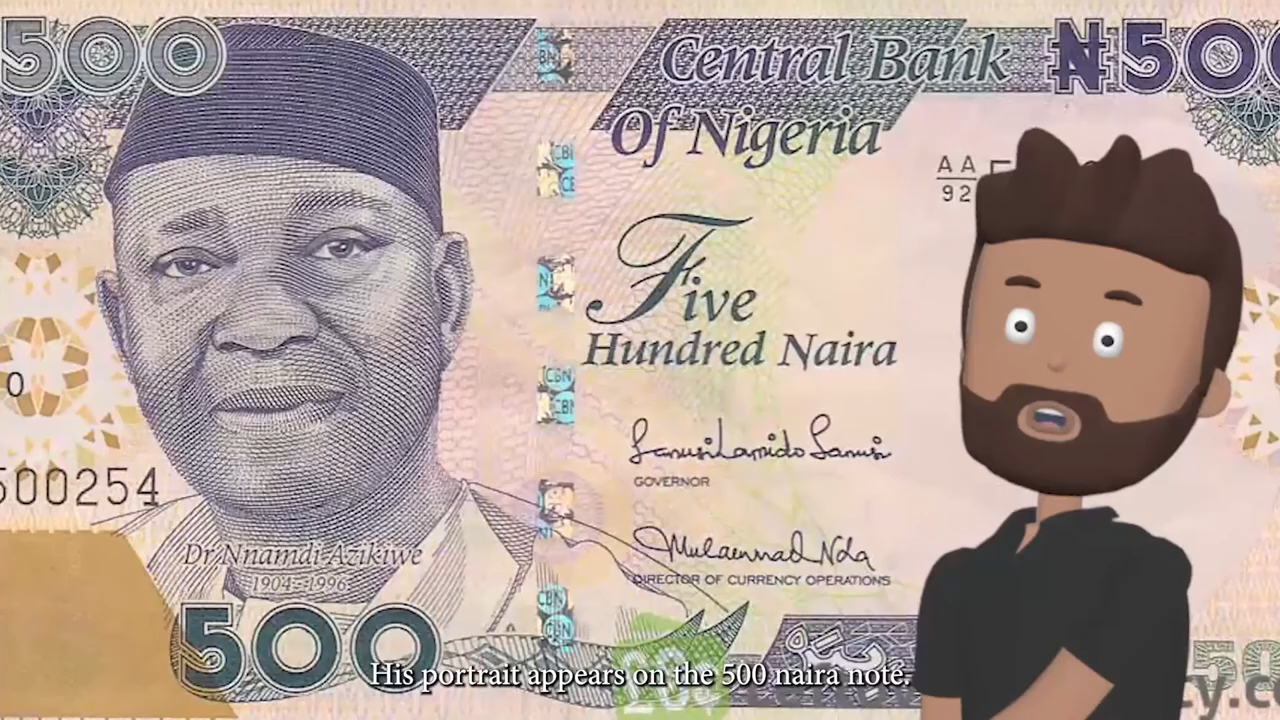 500
Central Bank
Of Nigeria
₦500
AA
92
Five
Hundred Naira
0
500254
GOVERNOR
Dr Nnamdi Azikiwe
1904-1996
DIRECTOR OF CURRENCY OPERATIONS
500
His portrait appears on the 500 naira note.